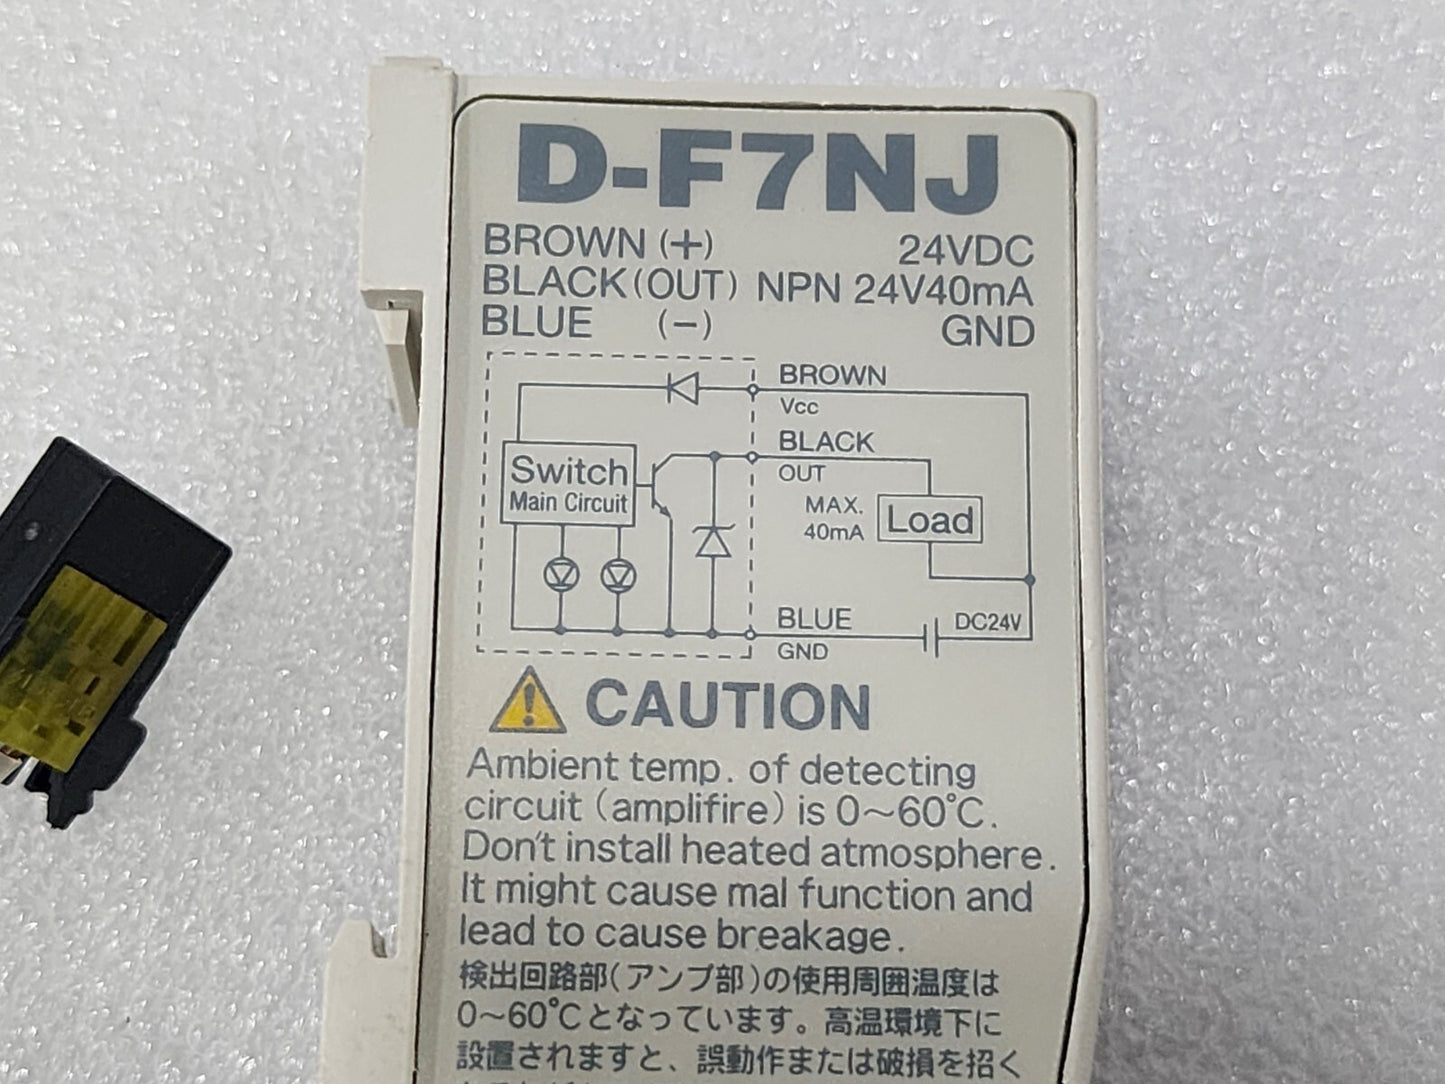 D-F7NJ
BROWN (+) 24VDC
BLACK(OUT) NPN 24V40mA
BLUE (-) GND
BROWN
Vcc
BLACK
OUT
Switch
Main Circuit
MAX.
40mA
Load
BLUE
GND
DC24V
CAUTION
Ambient temp. of detecting
circuit (amplifire) is 0~60℃.
Don't install heated atmosphere.
It might cause mal function and
lead to cause breakage.
検出回路部(アンプ部)の使用周囲温度は
0~60℃となっています。高温環境下に
設置されますと、誤動作または破損を招く